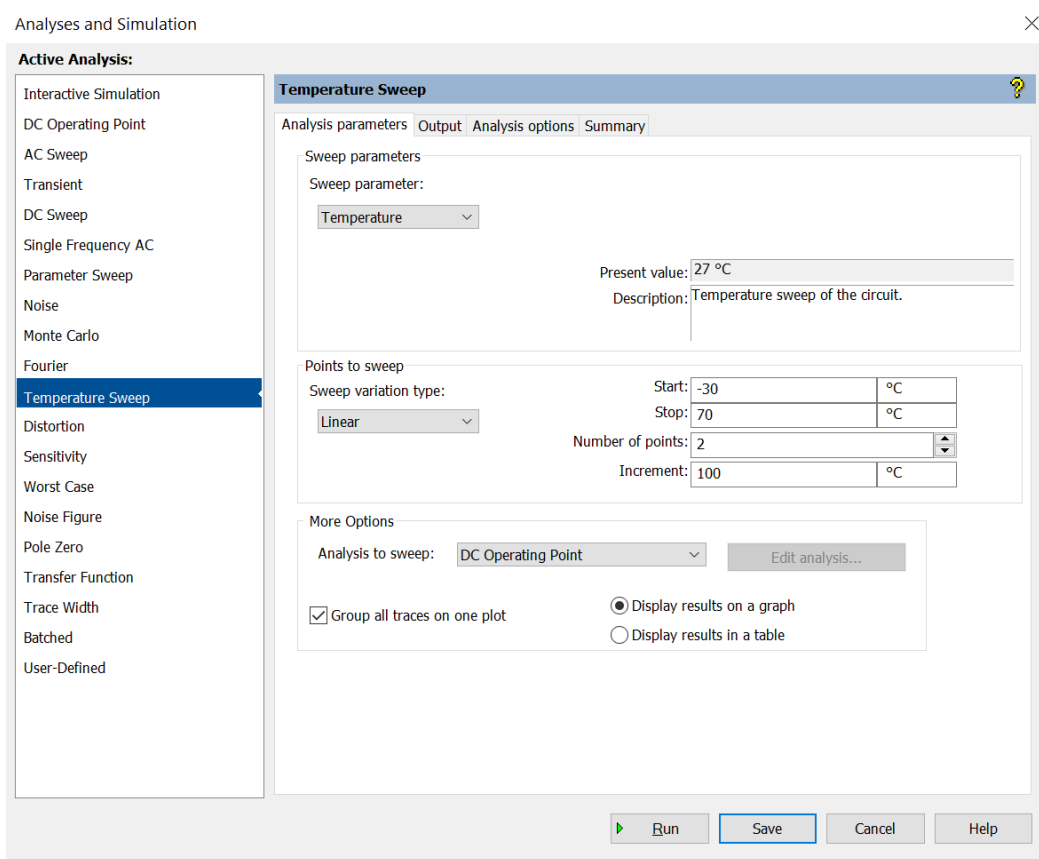 Analyses and Simulation
Active Analysis:
Interactive Simulation
DC Operating Point
AC Sweep
Transient
DC Sweep
Single Frequency AC
Parameter Sweep
Noise
Monte Carlo
Fourier
Temperature Sweep
Distortion
Sensitivity
Worst Case
Noise Figure
Pole Zero
Transfer Function
Trace Width
Batched
User-Defined
Temperature Sweep
Analysis parameters Output Analysis options Summary
Sweep parameters
Sweep parameter:
Temperature
Present value: 27 °C
Description: Temperature sweep of the circuit.
Points to sweep
Sweep variation type:
Linear
Start: -30 °C
Stop: 70 °C
Number of points: 2
Increment: 100 °C
More Options
Analysis to sweep: DC Operating Point Edit analysis...
Group all traces on one plot
Display results on a graph
Display results in a table
Run Save Cancel Help